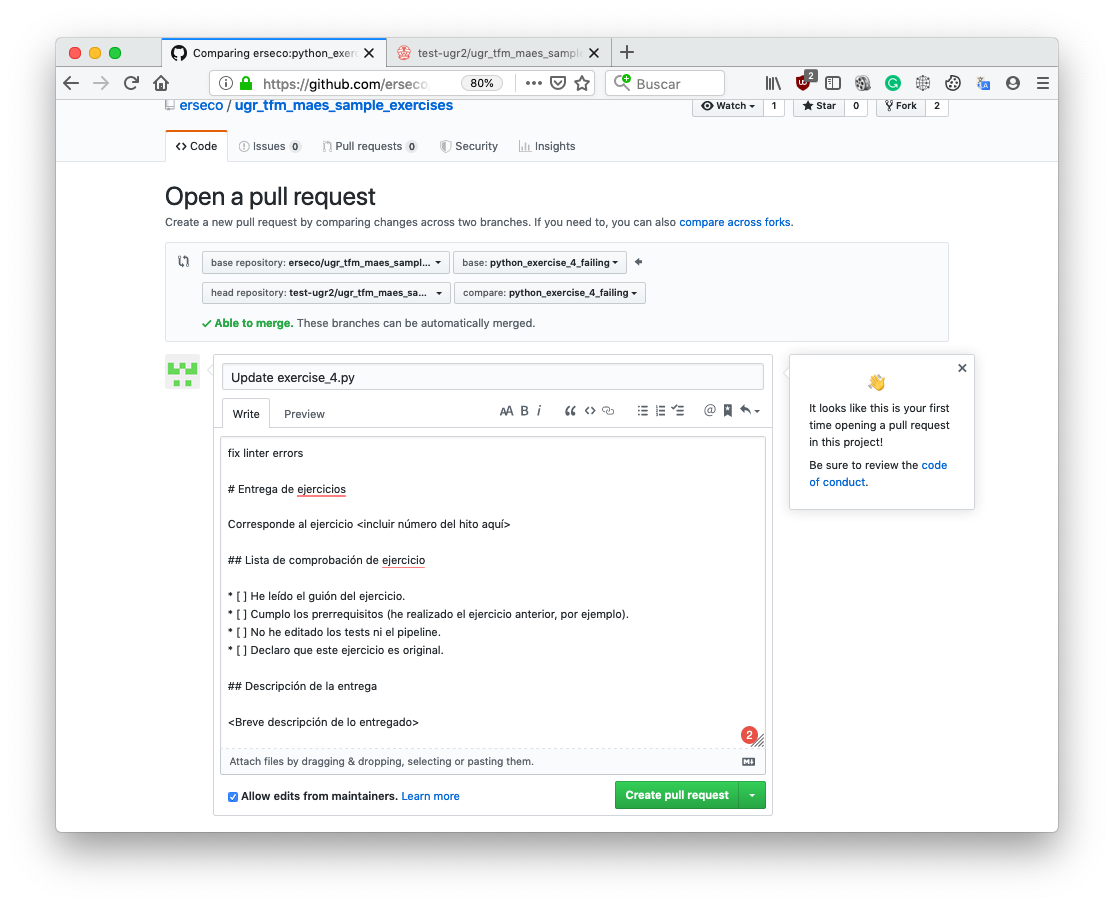 Comparing erseco:python_exerc
test-ugr2/ugr_tfm_maes_sample
https://github.com/erseco
80%
Buscar
2
erseco / ugr_tfm_maes_sample_exercises
Watch 1
Star 0
Fork 2
Code
Issues 0
Pull requests 0
Security
Insights
Open a pull request
Create a new pull request by comparing changes across two branches. If you need to, you can also compare across forks.
base repository: erseco/ugr_tfm_maes_sampl... base: python_exercise_4_failing
head repository: test-ugr2/ugr_tfm_maes_sa... compare: python_exercise_4_failing
Able to merge. These branches can be automatically merged.
Update exercise_4.py
Write
Preview
AA B i
@
fix linter errors
# Entrega de ejercicios
Corresponde al ejercicio <incluir número del hito aquí>
## Lista de comprobación de ejercicio
* [ ] He leído el guión del ejercicio.
* [ ] Cumplo los prerrequisitos (he realizado el ejercicio anterior, por ejemplo).
* [ ] No he editado los tests ni el pipeline.
* [ ] Declaro que este ejercicio es original.
## Descripción de la entrega
<Breve descripción de lo entregado>
2
Attach files by dragging & dropping, selecting or pasting them.
Allow edits from maintainers. Learn more
Create pull request
It looks like this is your first
time opening a pull request
in this project!
Be sure to review the code
of conduct.